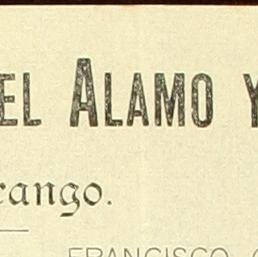 EL ALAMO Y
rango.
FRANCISCO